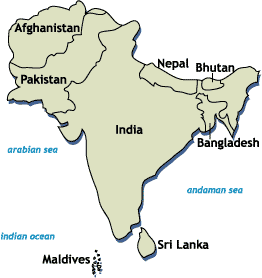 Afghanistan
Nepal
Bhutan
Pakistan
India
Bangladesh
arabian sea
andaman sea
indian ocean
Sri Lanka
Maldives